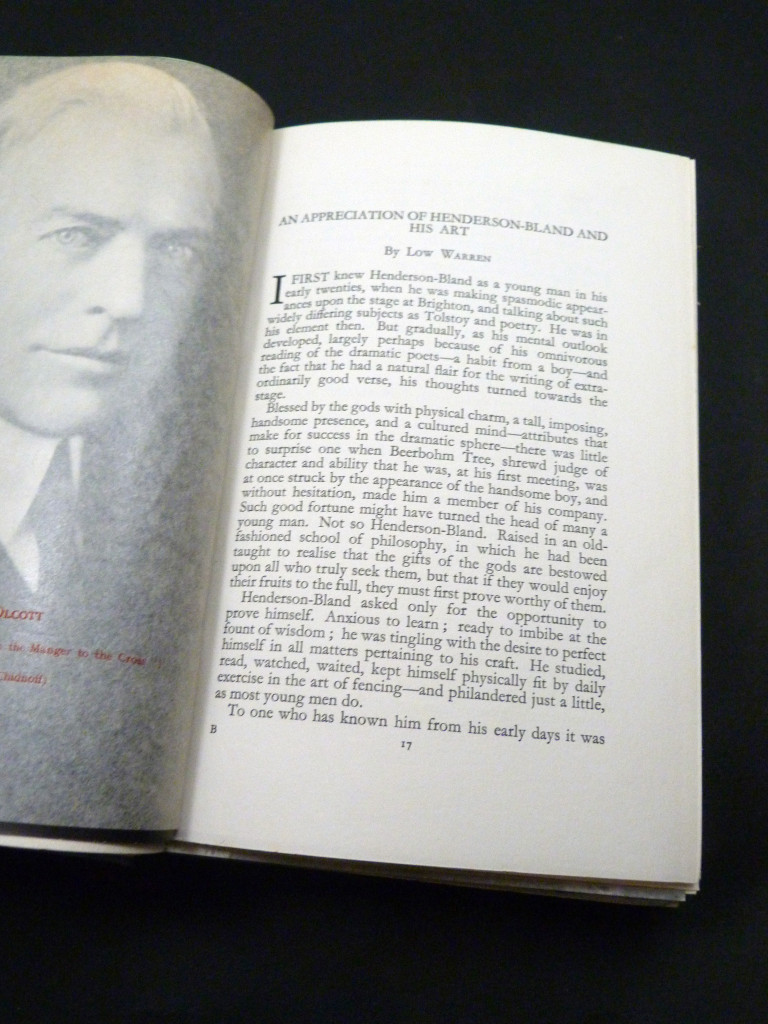 OLCOTT
the Manger to the Cross")
Chidnoff)
AN APPRECIATION OF HENDERSON-BLAND AND
HIS ART
By Low Warren
I FIRST knew Henderson-Bland as a young man in his
early twenties, when he was making spasmodic appear-
ances upon the stage at Brighton, and talking about such
widely differing subjects as Tolstoy and poetry. He was in
his element then. But gradually, as his mental outlook
developed, largely perhaps because of his omnivorous
reading of the dramatic poets—a habit from a boy—and
the fact that he had a natural flair for the writing of extra-
ordinarily good verse, his thoughts turned towards the
stage.
Blessed by the gods with physical charm, a tall, imposing,
handsome presence, and a cultured mind—attributes that
make for success in the dramatic sphere—there was little
to surprise one when Beerbohm Tree, shrewd judge of
character and ability that he was, at his first meeting, was
at once struck by the appearance of the handsome boy, and
without hesitation, made him a member of his company.
Such good fortune might have turned the head of many a
young man. Not so Henderson-Bland. Raised in an old-
fashioned school of philosophy, in which he had been
taught to realise that the gifts of the gods are bestowed
upon all who truly seek them, but that if they would enjoy
their fruits to the full, they must first prove worthy of them.
Henderson-Bland asked only for the opportunity to
prove himself. Anxious to learn ; ready to imbibe at the
fount of wisdom ; he was tingling with the desire to perfect
himself in all matters pertaining to his craft. He studied,
read, watched, waited, kept himself physically fit by daily
exercise in the art of fencing—and philandered just a little,
as most young men do.
To one who has known him from his early days it was
B
17